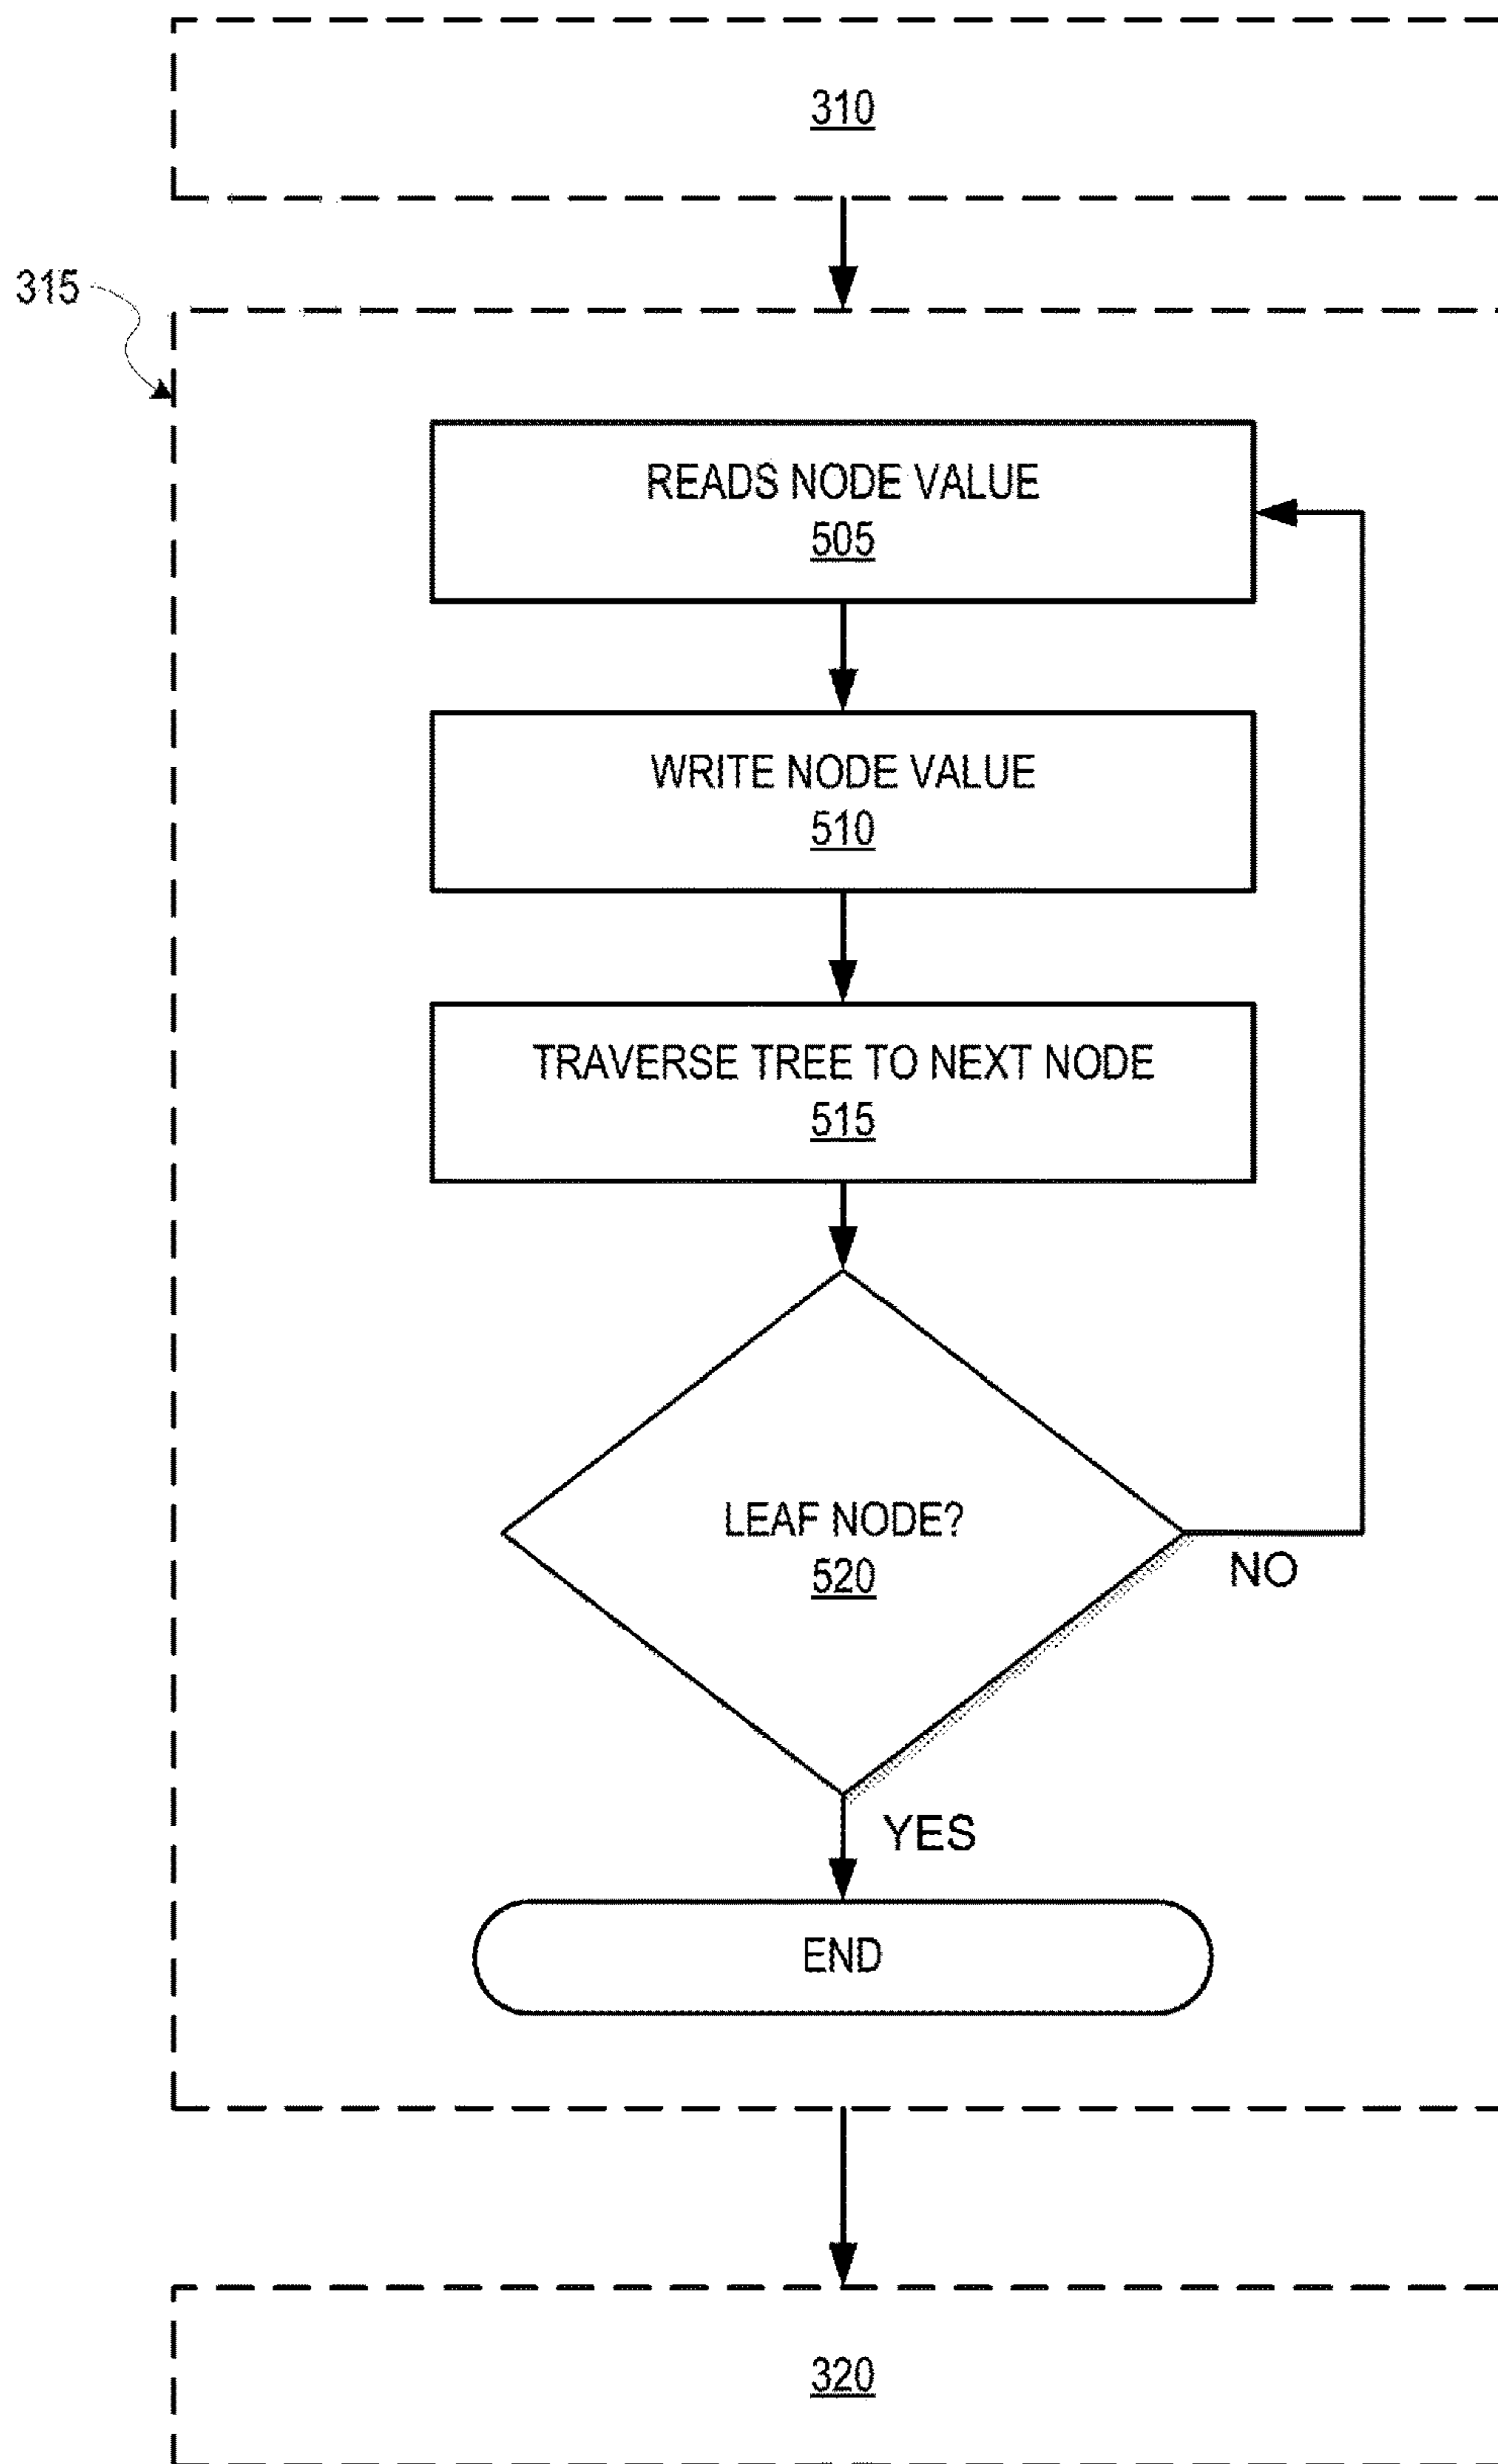 310
315
READS NODE VALUE
505
WRITE NODE VALUE
510
TRAVERSE TREE TO NEXT NODE
515
LEAF NODE?
520
NO
YES
END
320